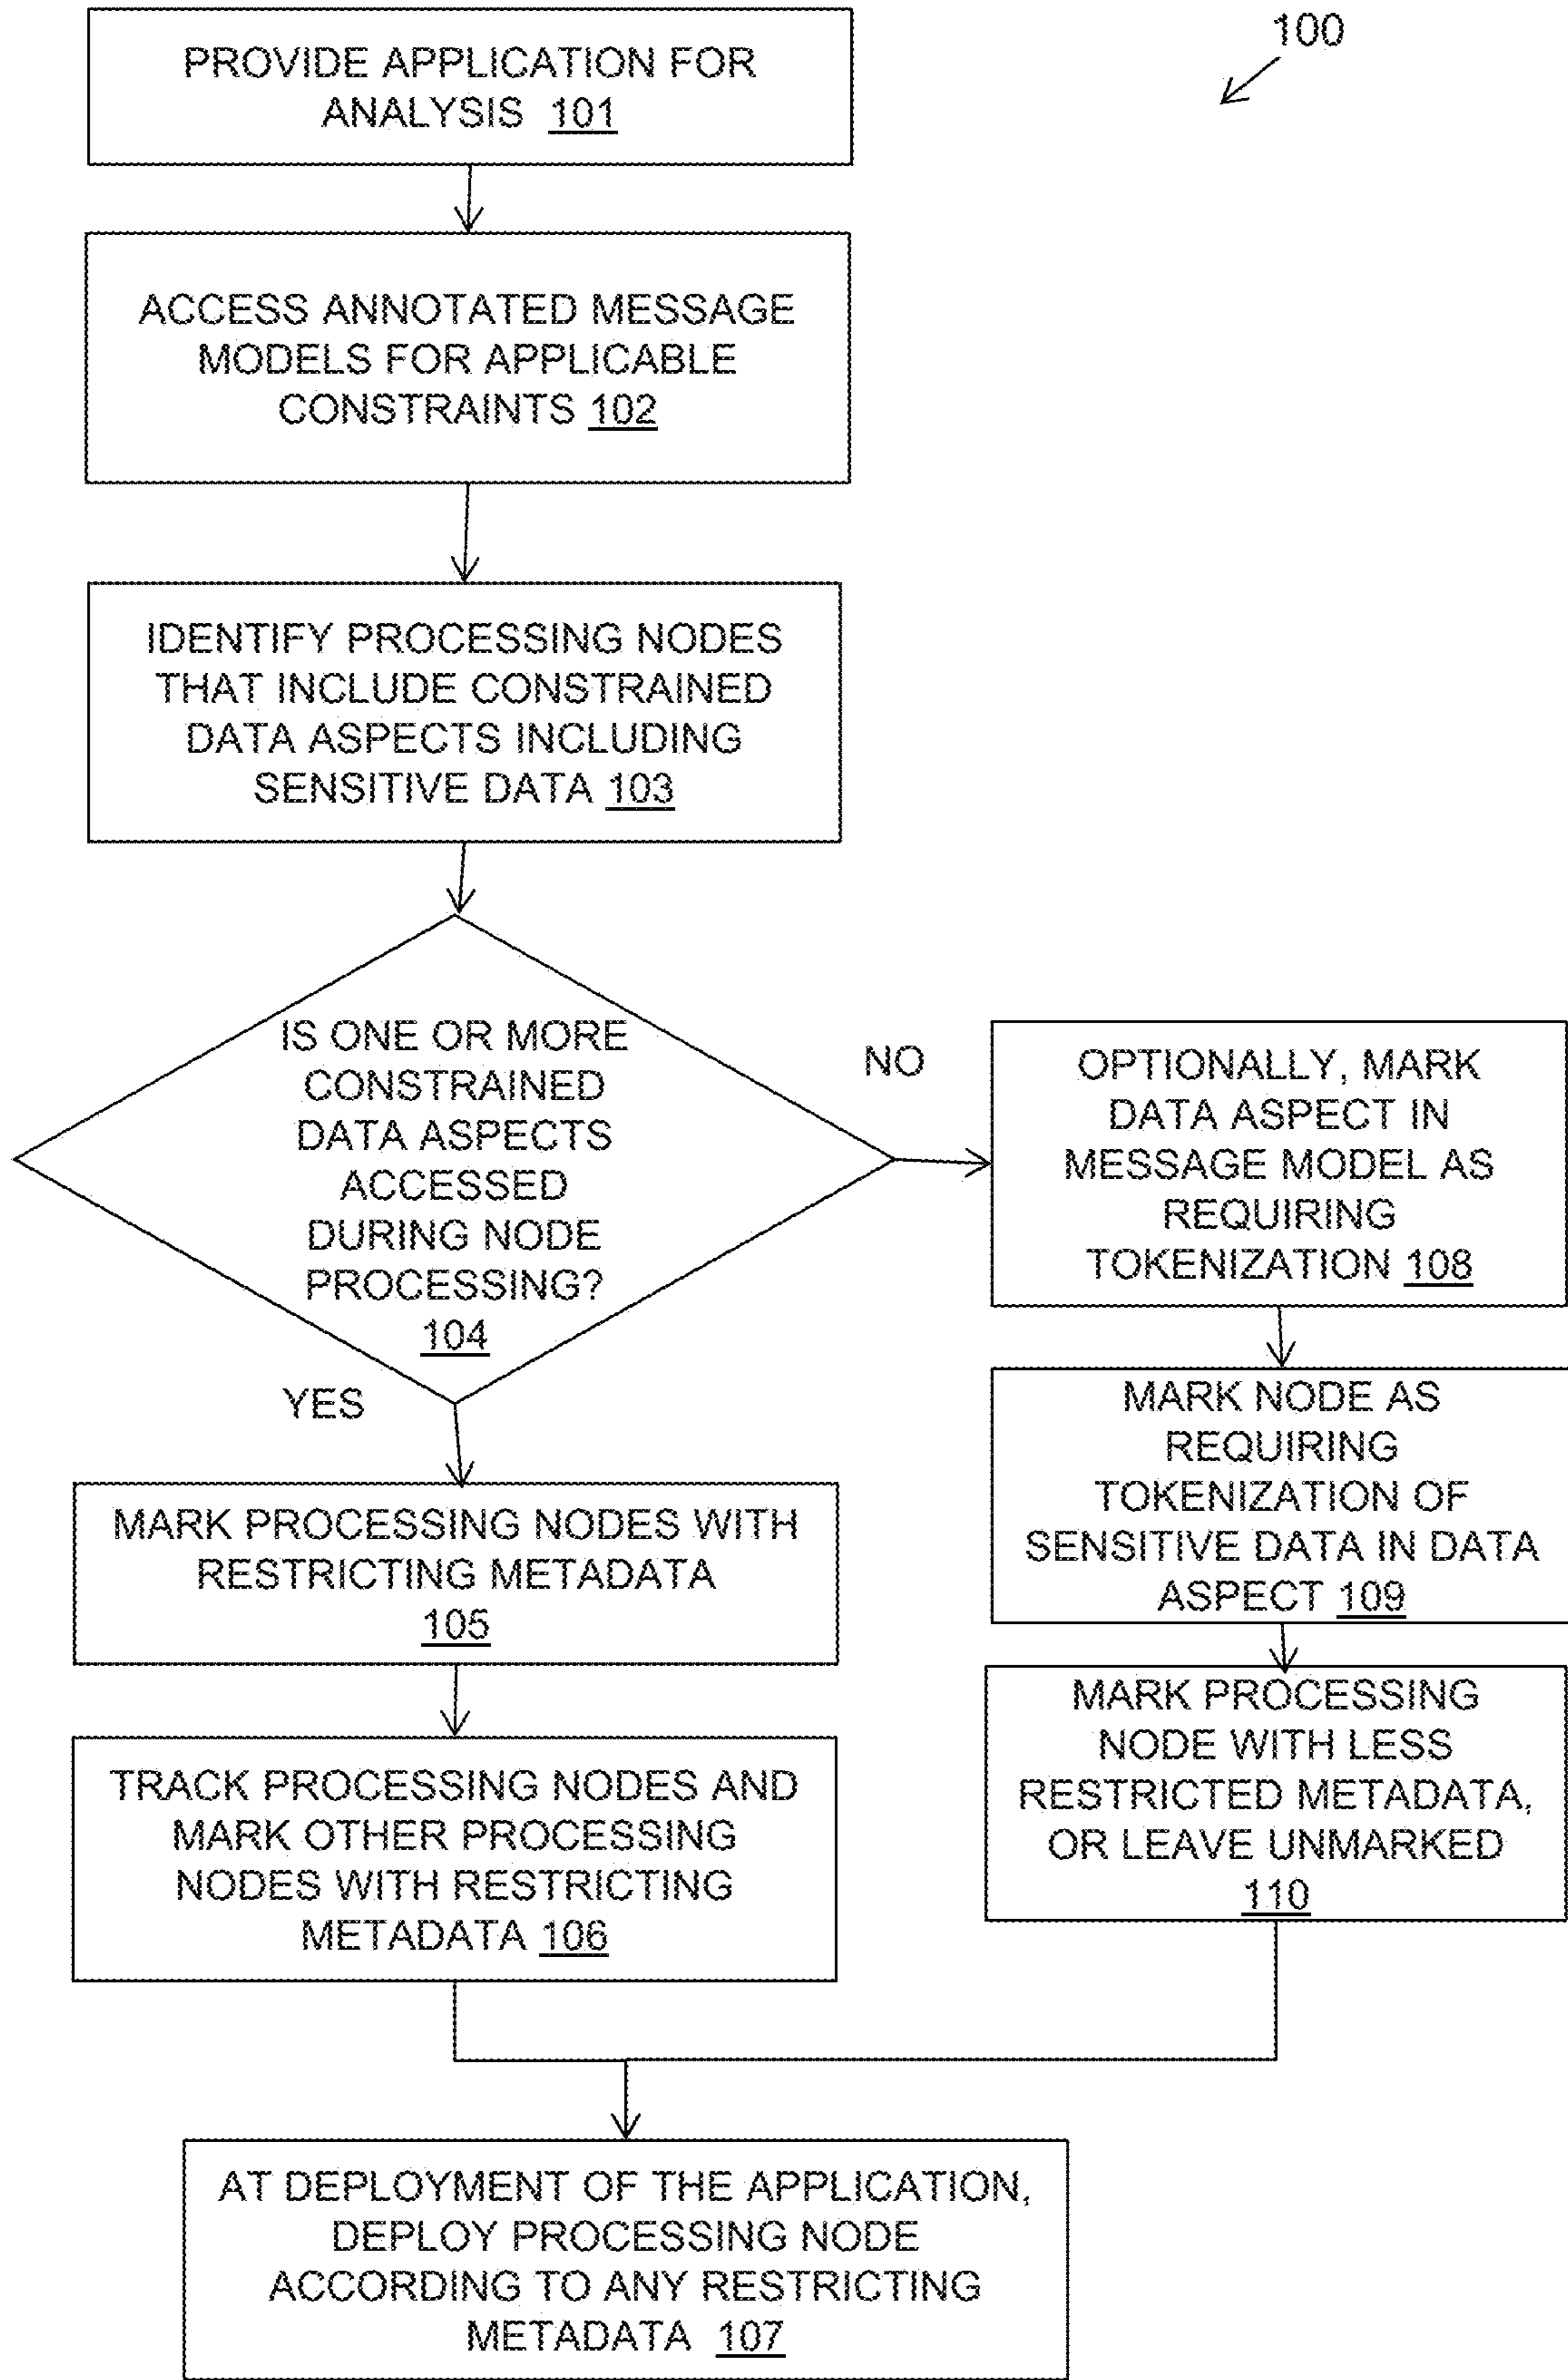 100
PROVIDE APPLICATION FOR
ANALYSIS 101
ACCESS ANNOTATED MESSAGE
MODELS FOR APPLICABLE
CONSTRAINTS 102
IDENTIFY PROCESSING NODES
THAT INCLUDE CONSTRAINED
DATA ASPECTS INCLUDING
SENSITIVE DATA 103
IS ONE OR MORE
CONSTRAINED
DATA ASPECTS
ACCESSED
DURING NODE
PROCESSING?
104
YES
MARK PROCESSING NODES WITH
RESTRICTING METADATA
105
TRACK PROCESSING NODES AND
MARK OTHER PROCESSING
NODES WITH RESTRICTING
METADATA 106
NO
OPTIONALLY, MARK
DATA ASPECT IN
MESSAGE MODEL AS
REQUIRING
TOKENIZATION 108
MARK NODE AS
REQUIRING
TOKENIZATION OF
SENSITIVE DATA IN DATA
ASPECT 109
MARK PROCESSING
NODE WITH LESS
RESTRICTED METADATA,
OR LEAVE UNMARKED
110
AT DEPLOYMENT OF THE APPLICATION,
DEPLOY PROCESSING NODE
ACCORDING TO ANY RESTRICTING
METADATA 107